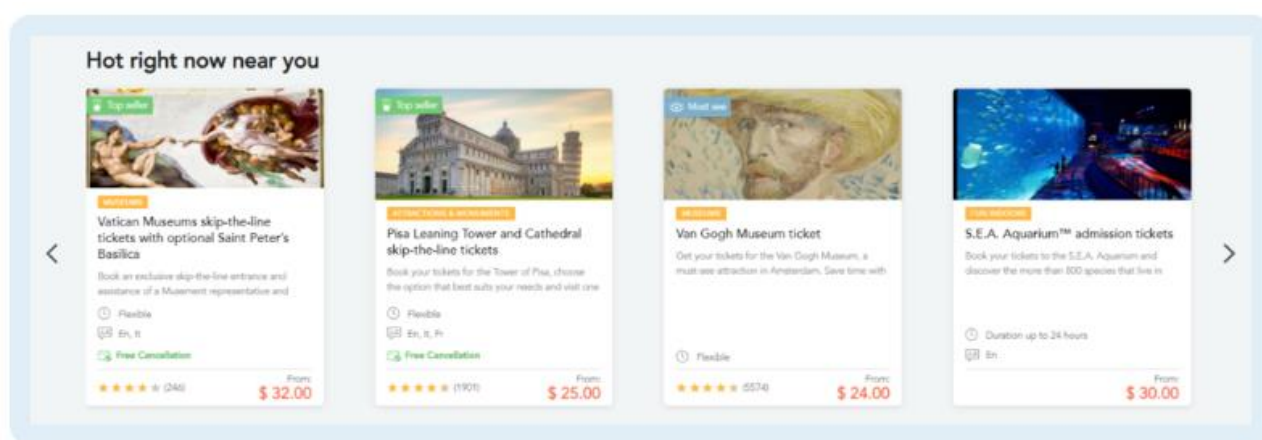 Hot right now near you
Top seller
MUSEUMS
Vatican Museums skip-the-line
tickets with optional Saint Peter's
Basilica
Book an exclusive skip-the-line entrance and
assistance of a Musement representative and
Flexible
En, It
Free Cancellation
(246)
From:
$ 32.00
Top seller
ATTRACTIONS & MONUMENTS
Pisa Leaning Tower and Cathedral
skip-the-line tickets
Book your tickets for the Tower of Pisa, choose
the option that best suits your needs and visit one
Flexible
En, It, Fr
Free Cancellation
(1901)
From:
$ 25.00
Must see
MUSEUMS
Van Gogh Museum ticket
Get your tickets for the Van Gogh Museum, a
must-see attraction in Amsterdam. Save time with
Flexible
(5574)
From:
$ 24.00
S.E.A. Aquarium™ admission tickets
Book your tickets to the S.E.A. Aquarium and
discover the more than 800 species that live in
Duration up to 24 hours
En
From:
$ 30.00